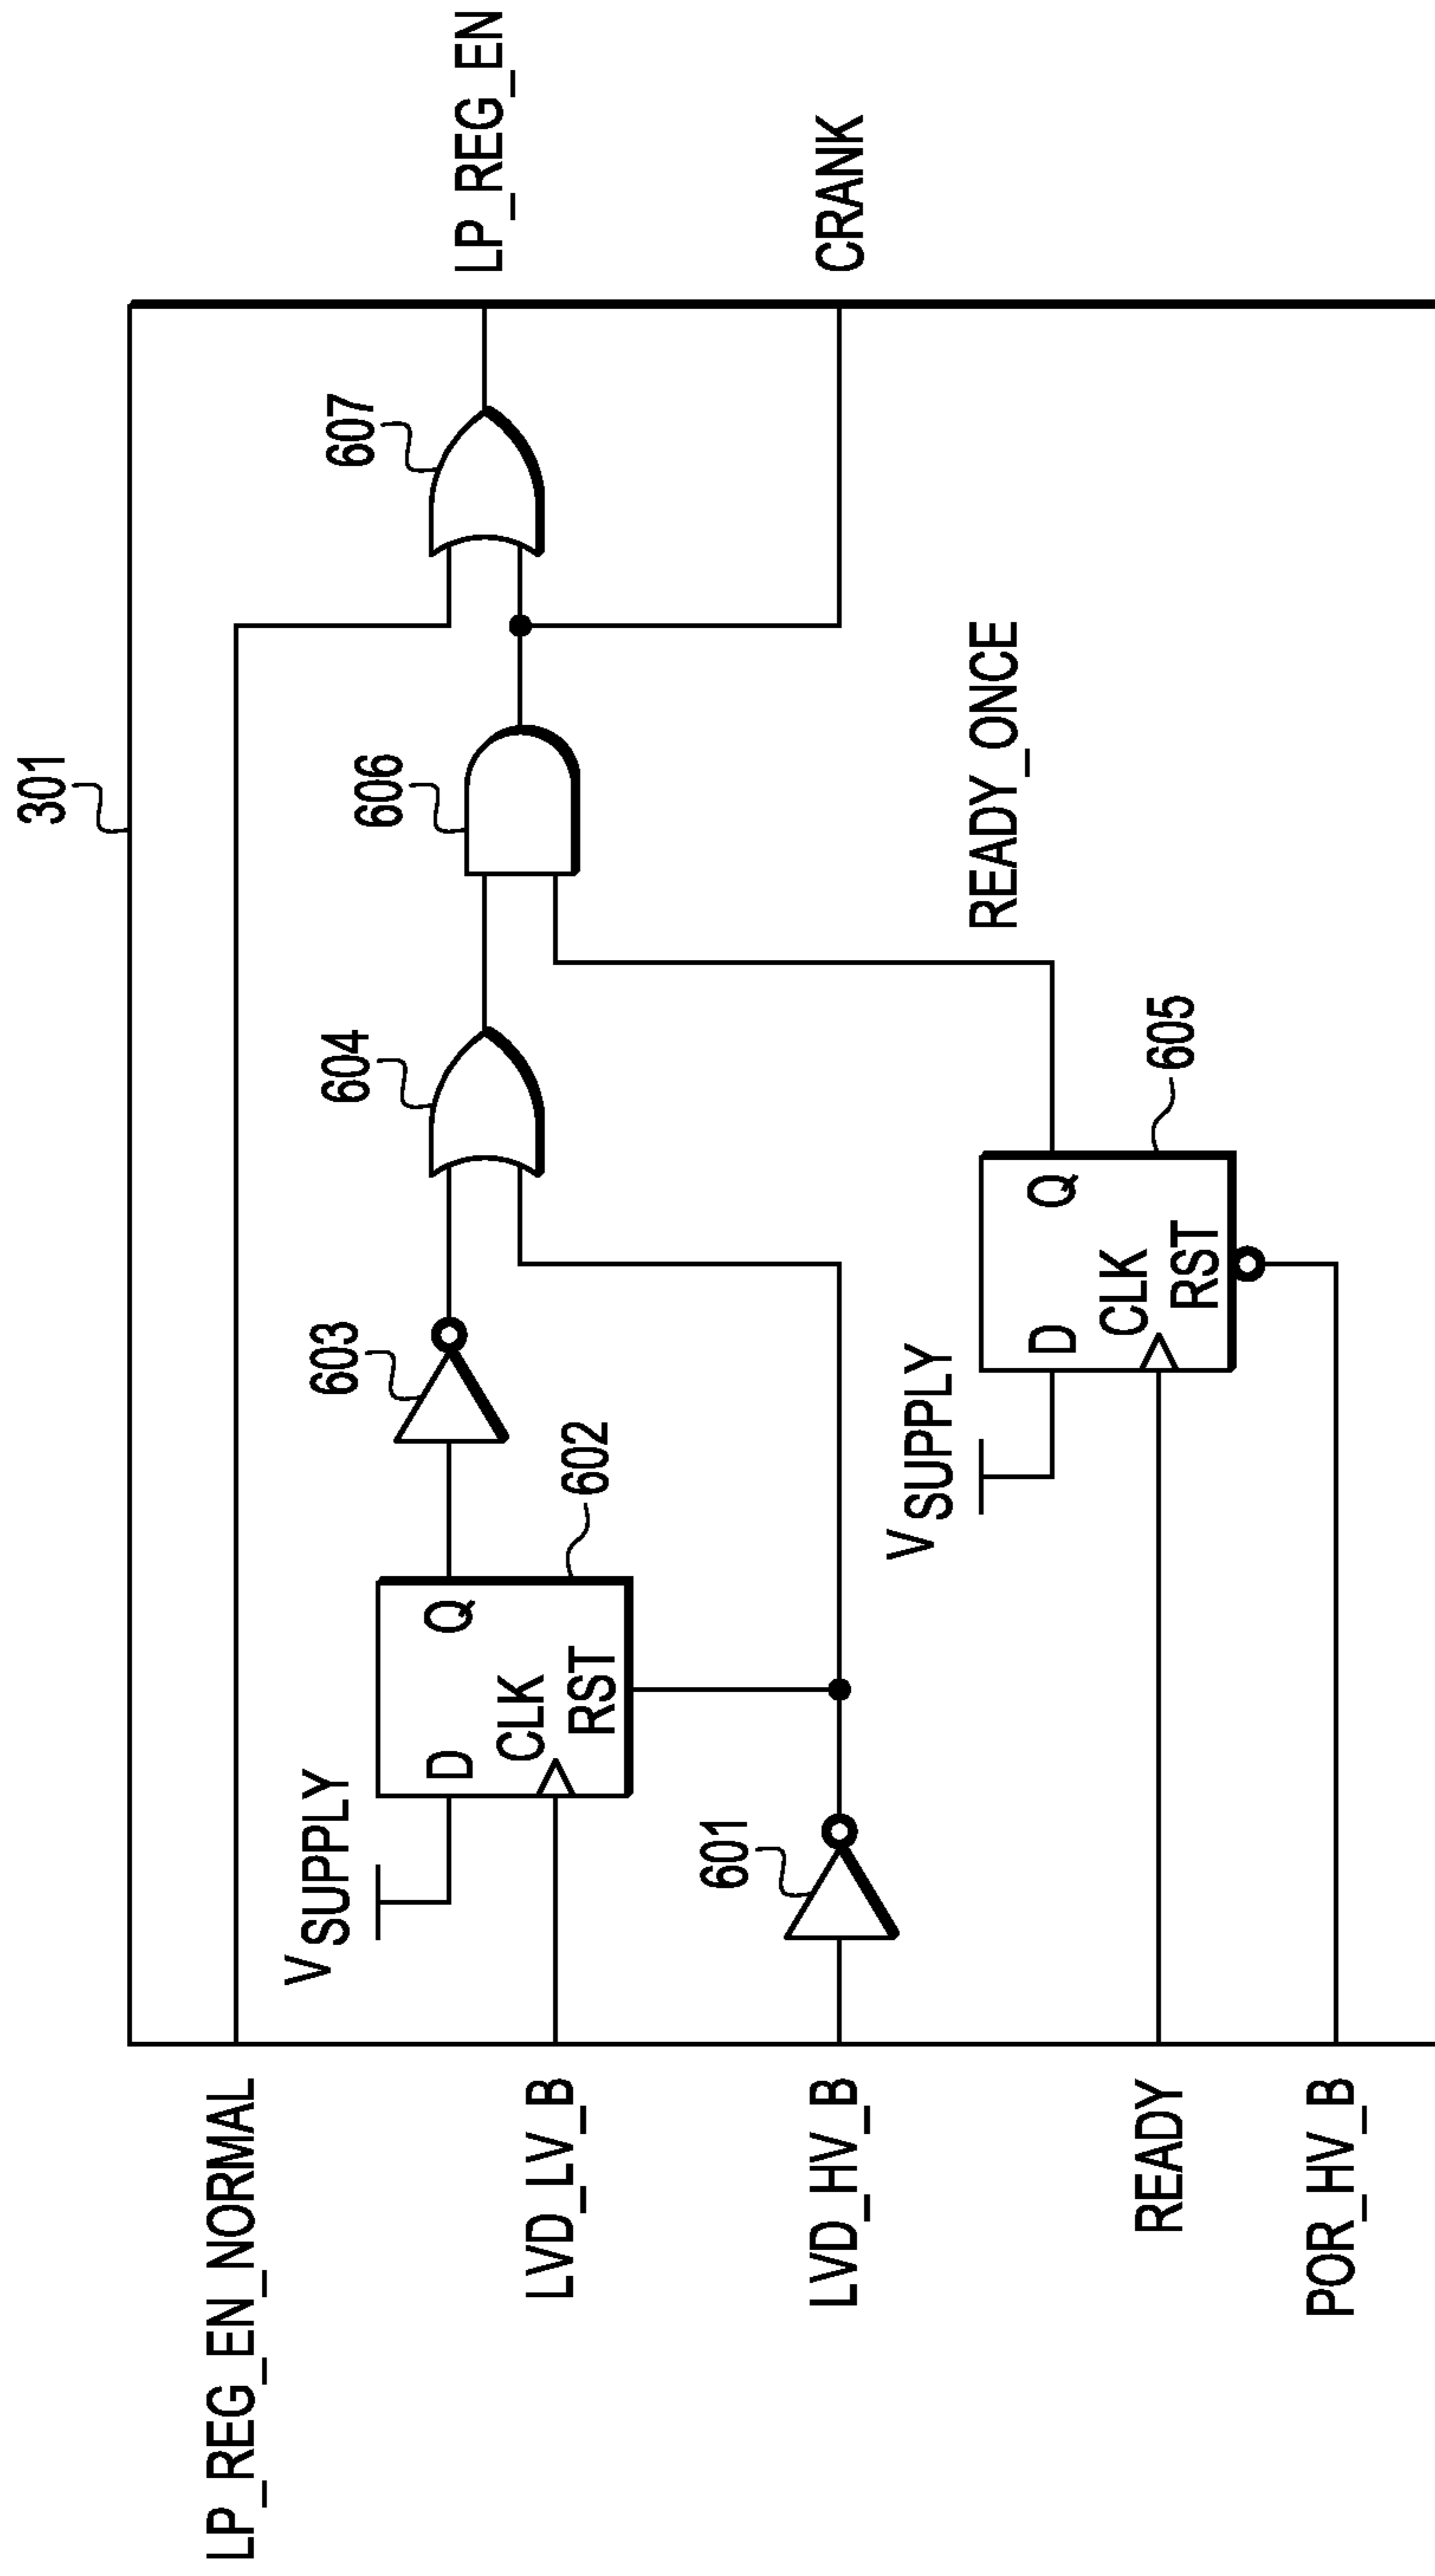 301
LP_REG_EN_NORMAL
607
LP_REG_EN
606
604
603
VSUPPLY
D
Q
CLK
RST
602
LVD_LV_B
601
LVD_HV_B
CRANK
READY_ONCE
VSUPPLY
D
Q
CLK
RST
605
READY
POR_HV_B